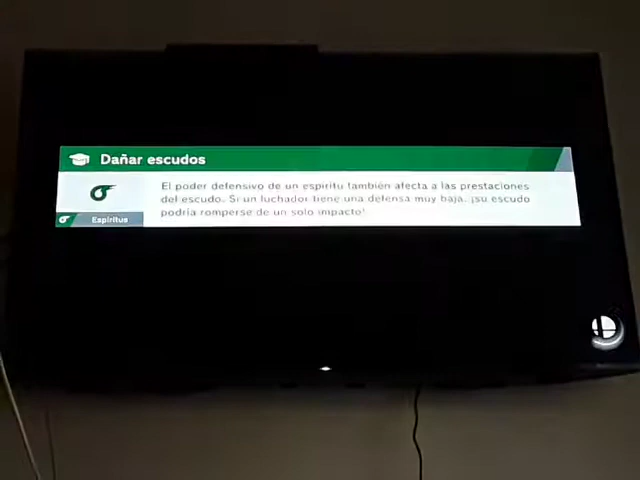 Dañar escudos
El poder defensivo de un espíritu también afecta a las prestaciones
del escudo. Si un luchador tiene una defensa muy baja, ¡su escudo
podría romperse de un solo impacto!
Espíritus